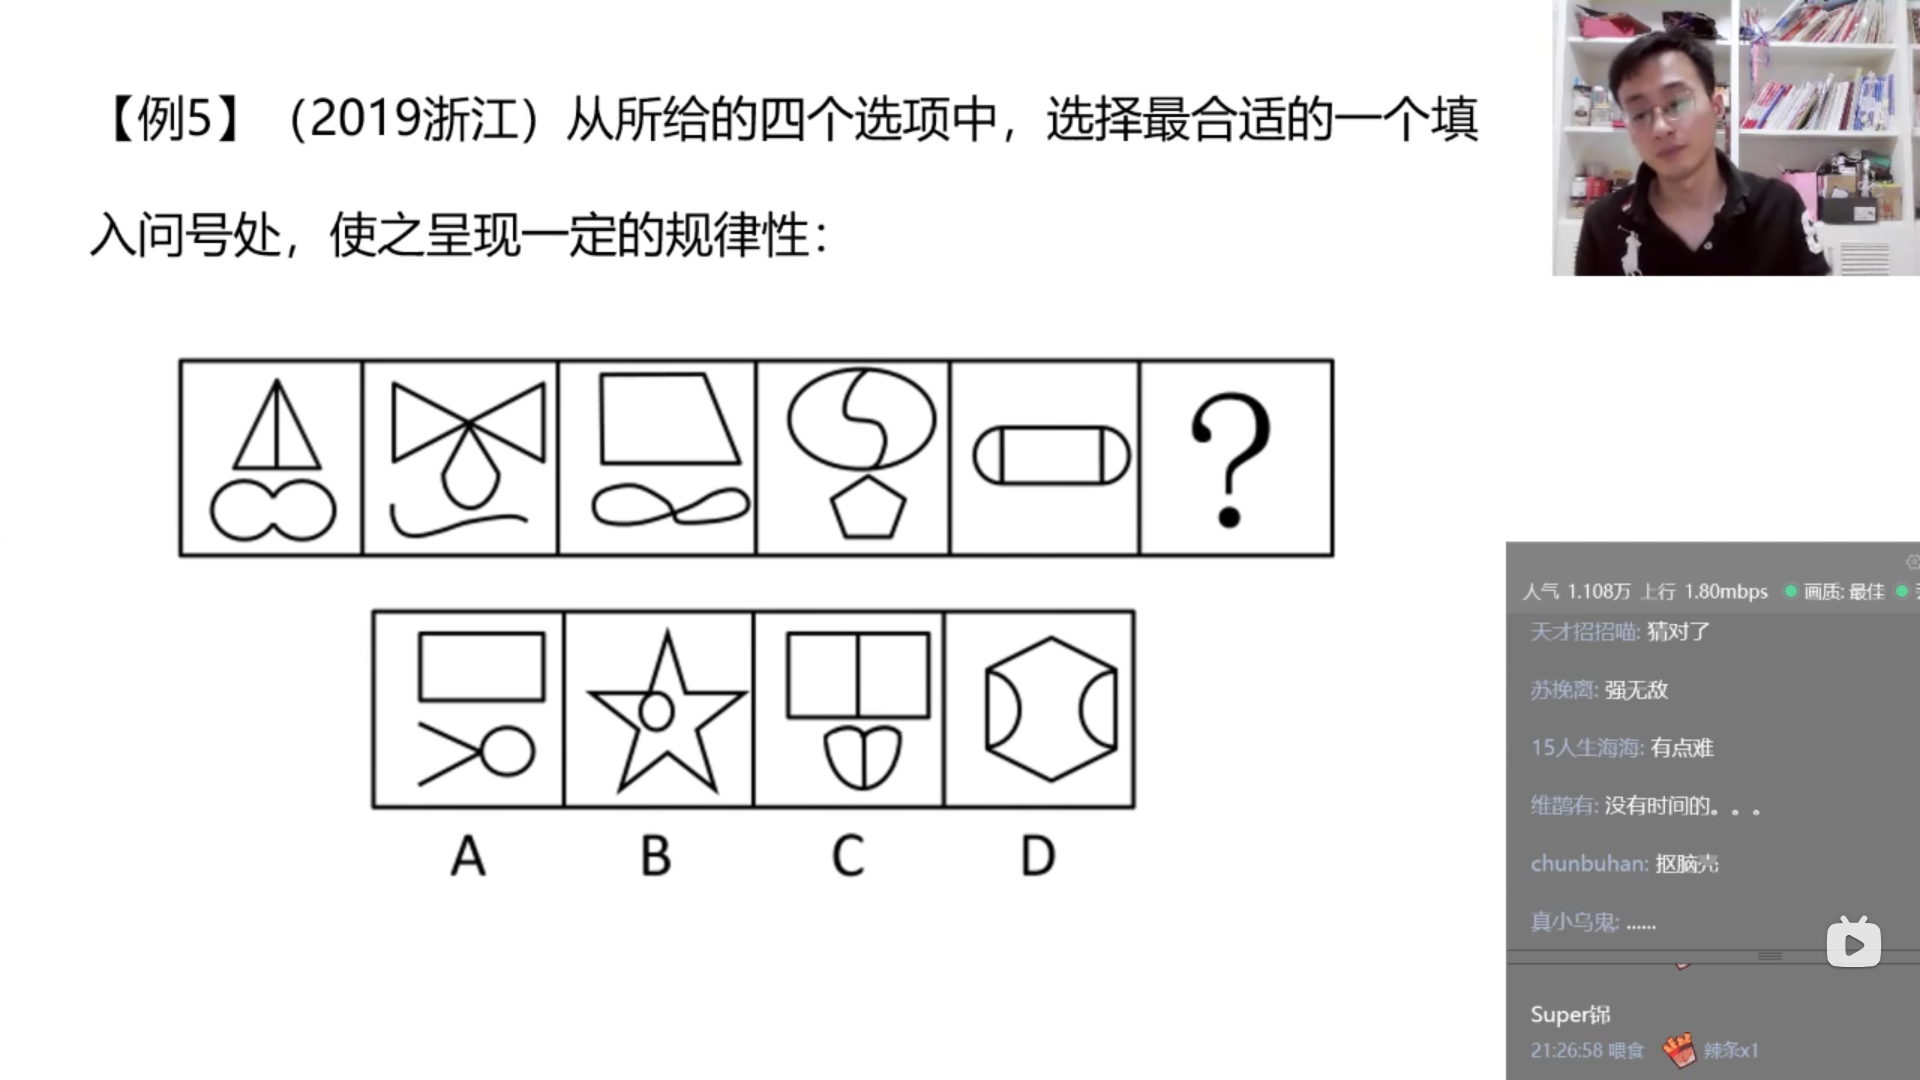 【例5】（2019浙江）从所给的四个选项中，选择最合适的一个填
入问号处，使之呈现一定的规律性：
?
A B C D
人气 1.108万 上行 1.80mbps 画质: 最佳
天才招招喵: 猜对了
苏挽离: 强无敌
15人生海海: 有点难
维鹊有: 没有时间的。。。
chunbuhan: 抠脑壳
真小乌鬼: ......
Super锅
21:26:58 喂食 辣条x1